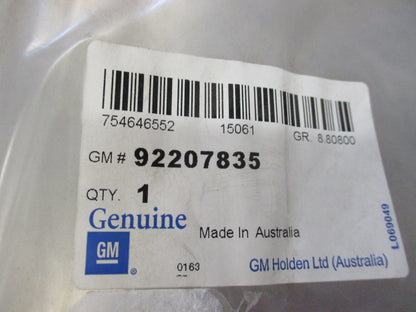 754646552 15061 GR. 8.80800
GM # 92207835
QTY. 1
Genuine
Made In Australia
GM
®
0163
GM Holden Ltd (Australia)
L069049